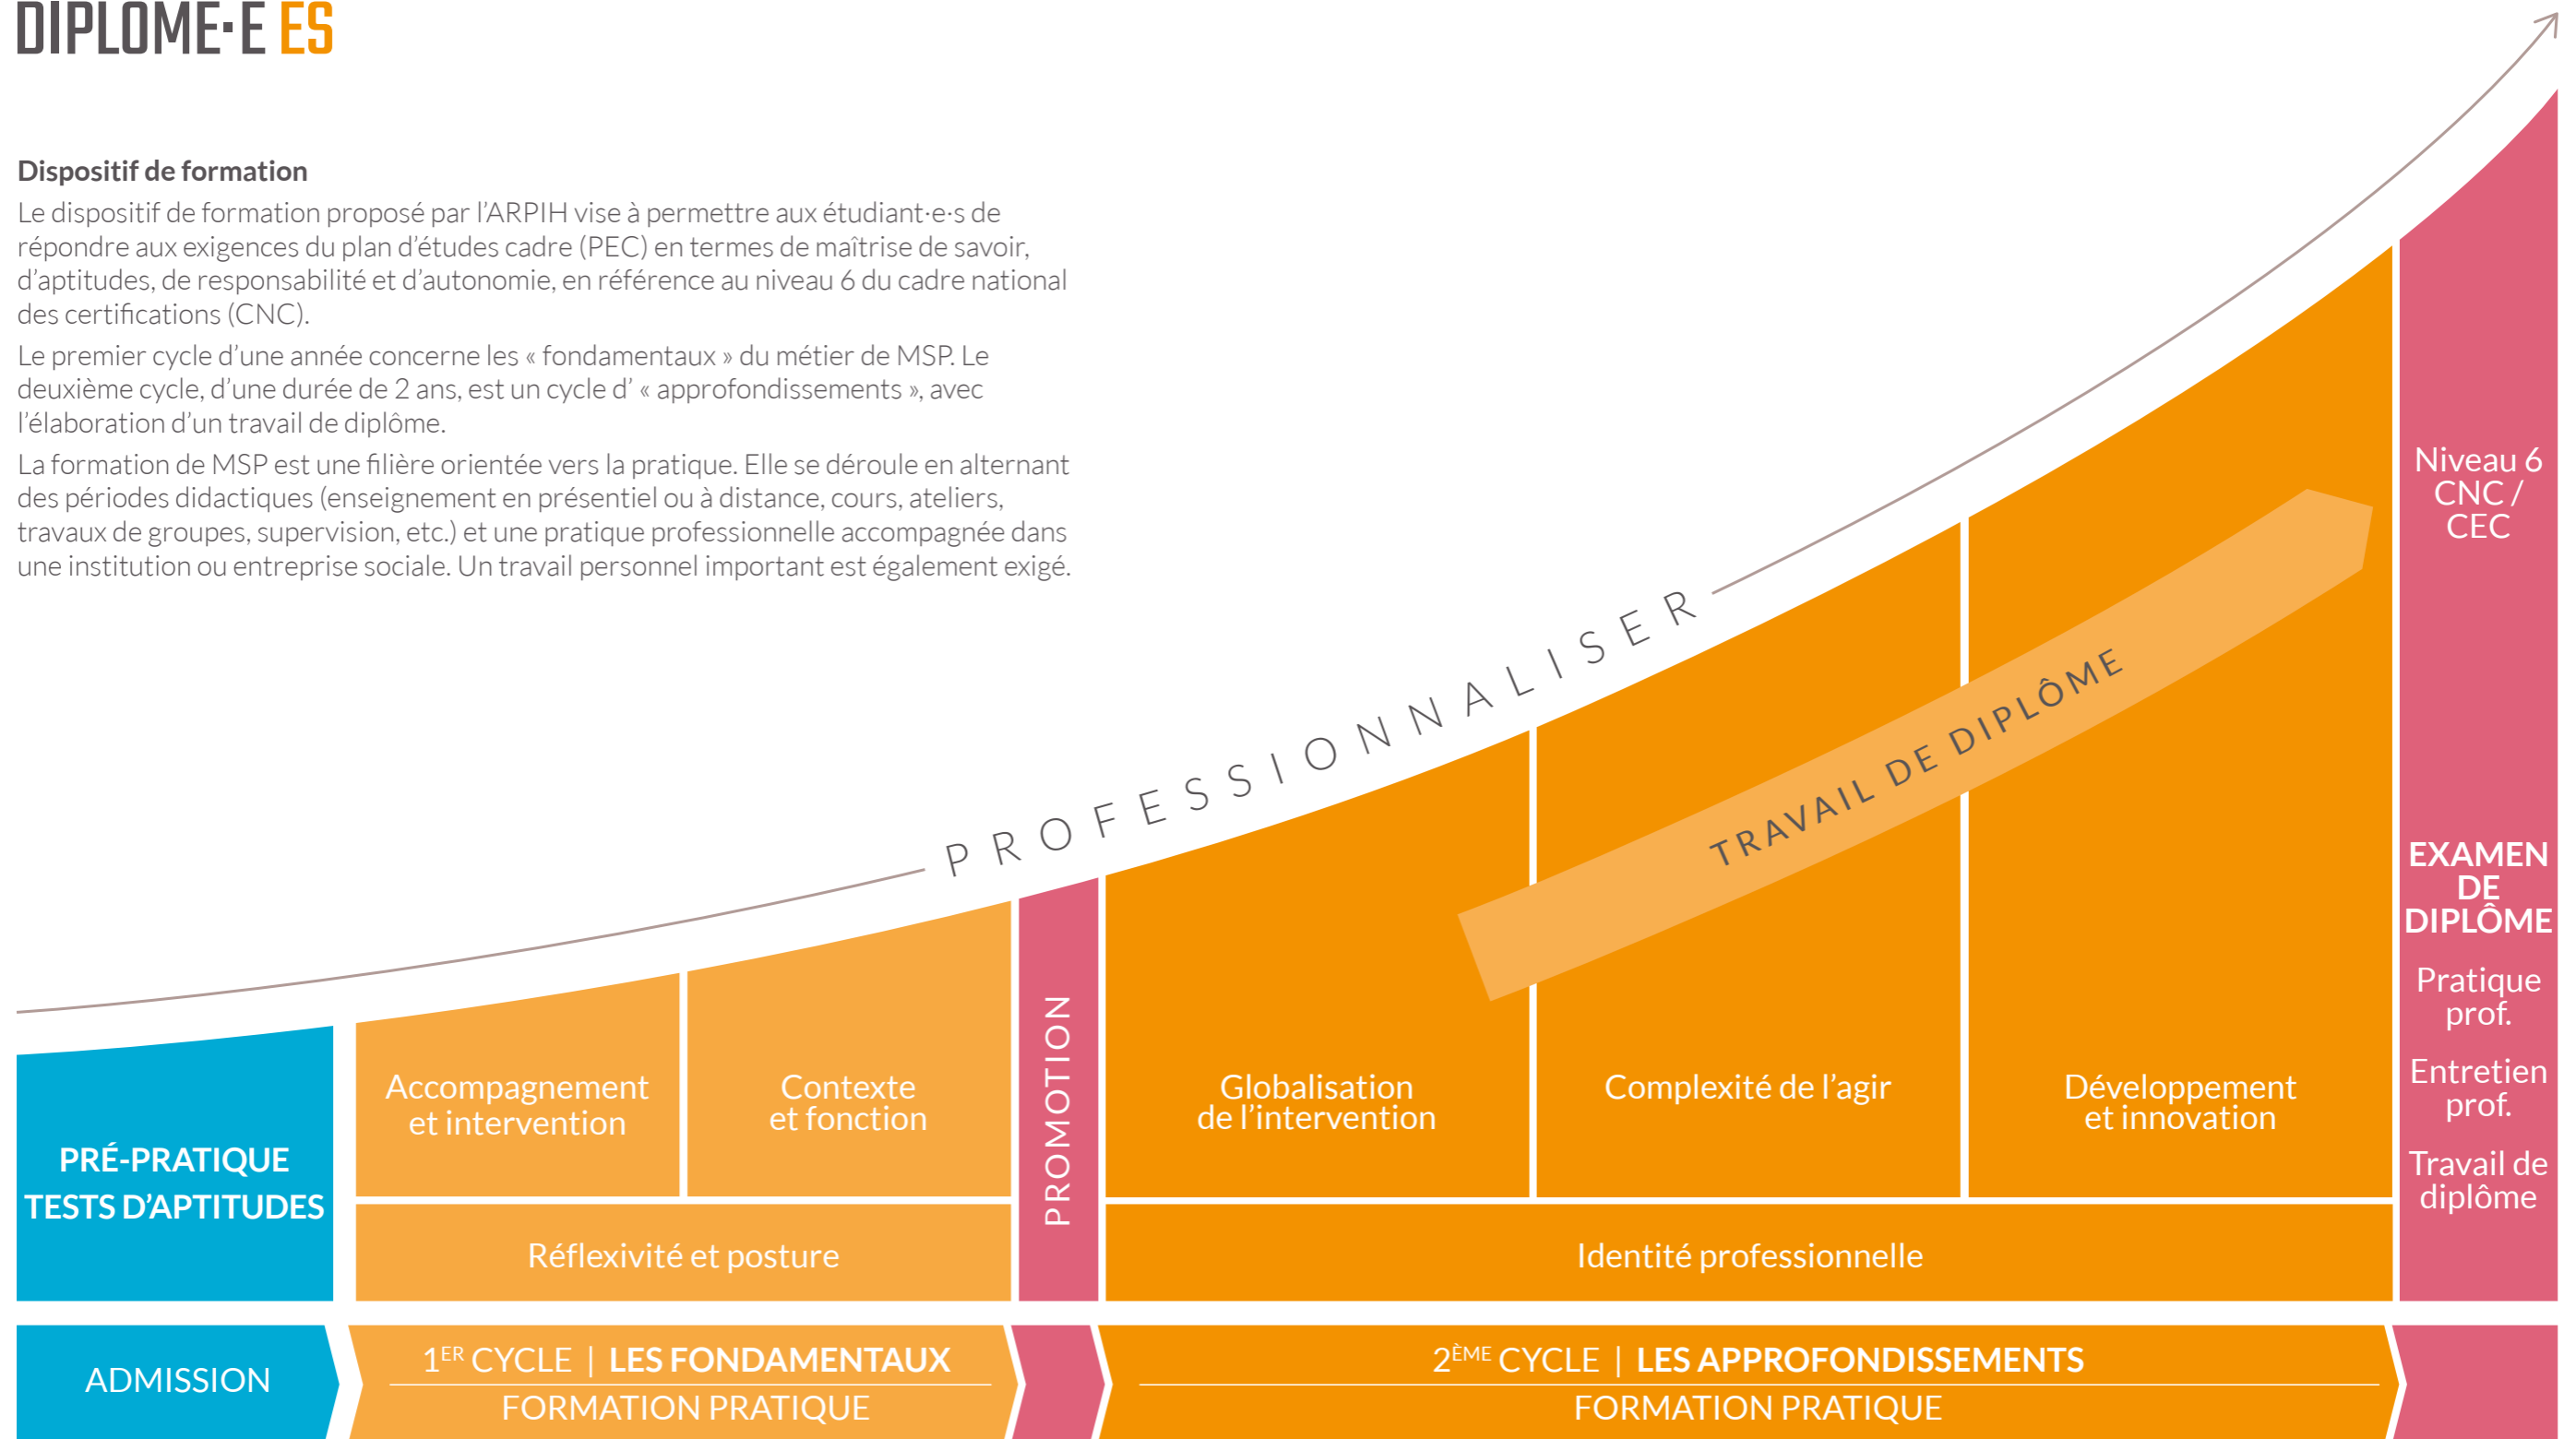 DIPLOMÉ·E ES
Dispositif de formation
Le dispositif de formation proposé par l’ARPIH vise à permettre aux étudiant·e·s de
répondre aux exigences du plan d’études cadre (PEC) en termes de maîtrise de savoir,
d’aptitudes, de responsabilité et d’autonomie, en référence au niveau 6 du cadre national
des certifications (CNC).
Le premier cycle d’une année concerne les « fondamentaux » du métier de MSP. Le
deuxième cycle, d’une durée de 2 ans, est un cycle d’ « approfondissements », avec
l’élaboration d’un travail de diplôme.
La formation de MSP est une filière orientée vers la pratique. Elle se déroule en alternant
des périodes didactiques (enseignement en présentiel ou à distance, cours, ateliers,
travaux de groupes, supervision, etc.) et une pratique professionnelle accompagnée dans
une institution ou entreprise sociale. Un travail personnel important est également exigé.
PROFESSIONNALISER
TRAVAIL DE DIPLÔME
PRÉ-PRATIQUE
TESTS D’APTITUDES
Accompagnement
et intervention
Contexte
et fonction
Réflexivité et posture
PROMOTION
Globalisation
de l’intervention
Complexité de l’agir
Développement
et innovation
Identité professionnelle
Niveau 6
CNC /
CEC
EXAMEN
DE
DIPLÔME
Pratique
prof.
Entretien
prof.
Travail de
diplôme
ADMISSION
1ER CYCLE | LES FONDAMENTAUX
FORMATION PRATIQUE
2ÈME CYCLE | LES APPROFONDISSEMENTS
FORMATION PRATIQUE